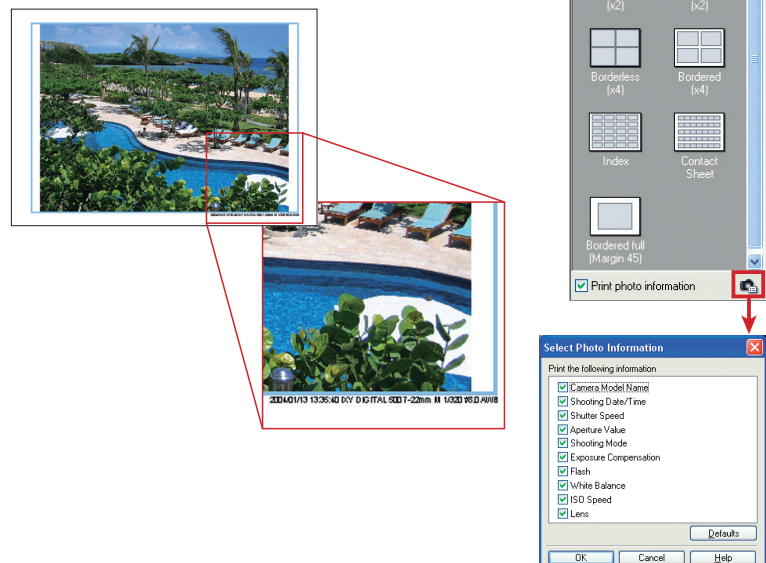 2004/01/13 13:35:40 IXY DIGITAL 500 7-22mm M 1/320 f/8.0 AWB
(x2)
(x2)
Borderless
(x4)
Bordered
(x4)
Index
Contact
Sheet
Bordered full
(Margin 45)
Print photo information
Select Photo Information
Print the following information
Camera Model Name
Shooting Date/Time
Shutter Speed
Aperture Value
Shooting Mode
Exposure Compensation
Flash
White Balance
ISO Speed
Lens
Defaults
OK
Cancel
Help